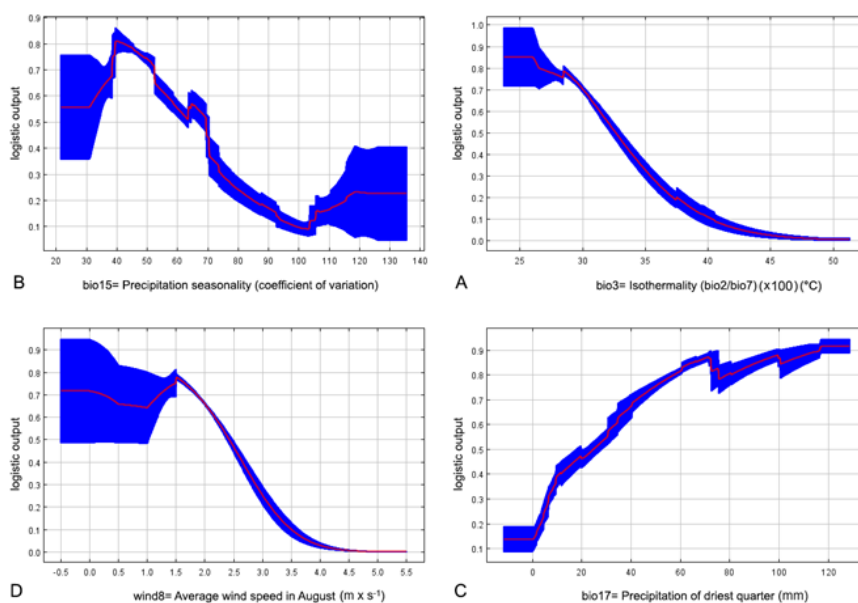 0.9
0.8
0.7
0.6
0.5
0.4
0.3
0.2
0.1
logistic output
20 30 40 50 60 70 80 90 100 110 120 130 140
B
bio15= Precipitation seasonality (coefficient of variation)
1.0
0.9
0.8
0.7
0.6
0.5
0.4
0.3
0.2
0.1
0.0
logistic output
25 30 35 40 45 50
A
bio3= Isothermality (bio2/bio7) (x100) (°C)
0.9
0.8
0.7
0.6
0.5
0.4
0.3
0.2
0.1
0.0
logistic output
-0.5 0.0 0.5 1.0 1.5 2.0 2.5 3.0 3.5 4.0 4.5 5.0 5.5
D
wind8= Average wind speed in August (m x s⁻¹)
0.9
0.8
0.7
0.6
0.5
0.4
0.3
0.2
0.1
logistic output
0 20 40 60 80 100 120
C
bio17= Precipitation of driest quarter (mm)